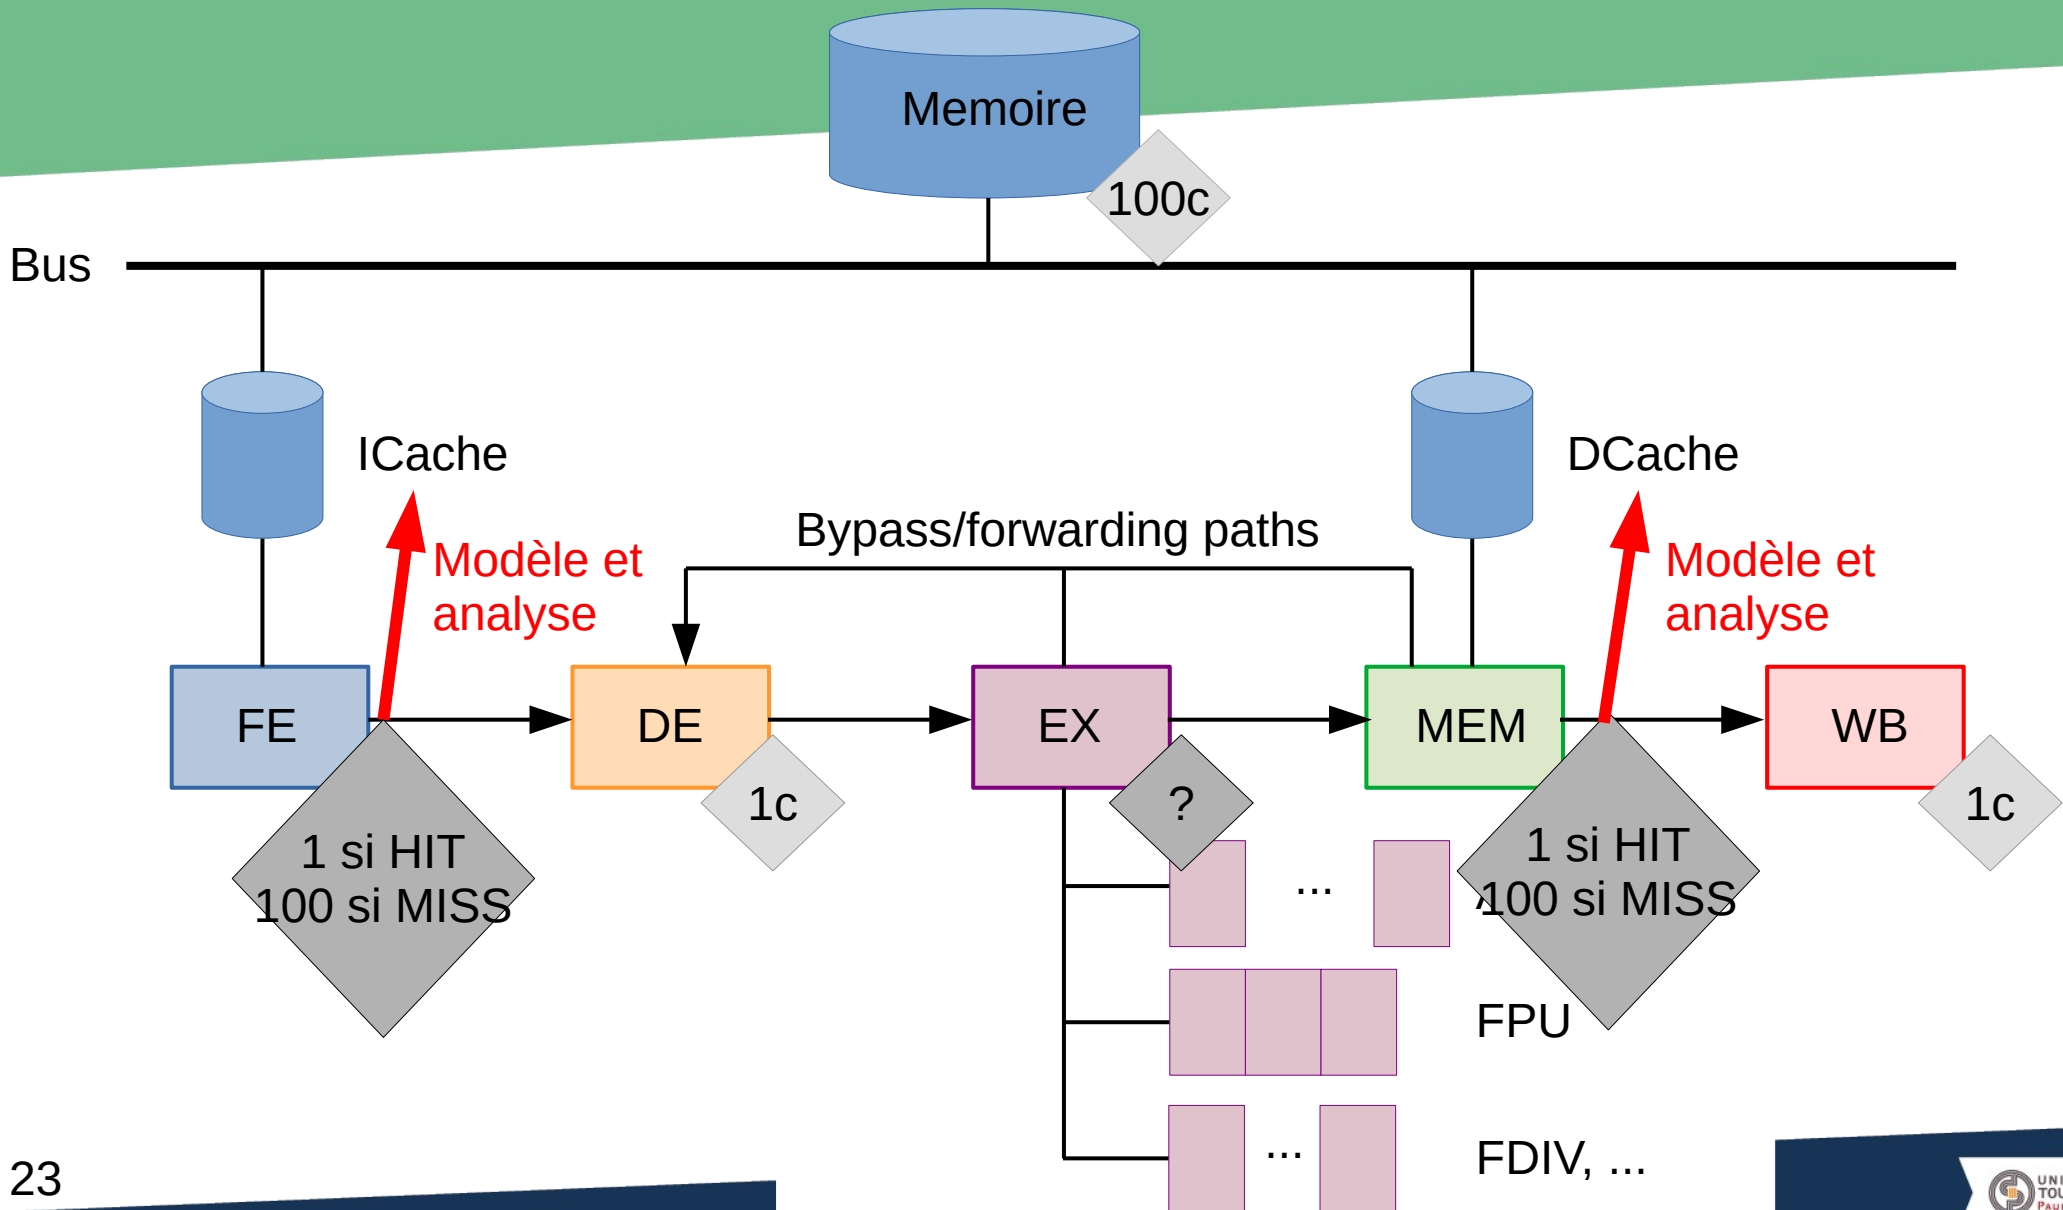 Memoire
100c
Bus
ICache
DCache
Bypass/forwarding paths
Modèle et
analyse
Modèle et
analyse
FE
DE
EX
MEM
WB
1c
?
1c
1 si HIT
100 si MISS
1 si HIT
100 si MISS
...
FPU
...
FDIV, ...
23